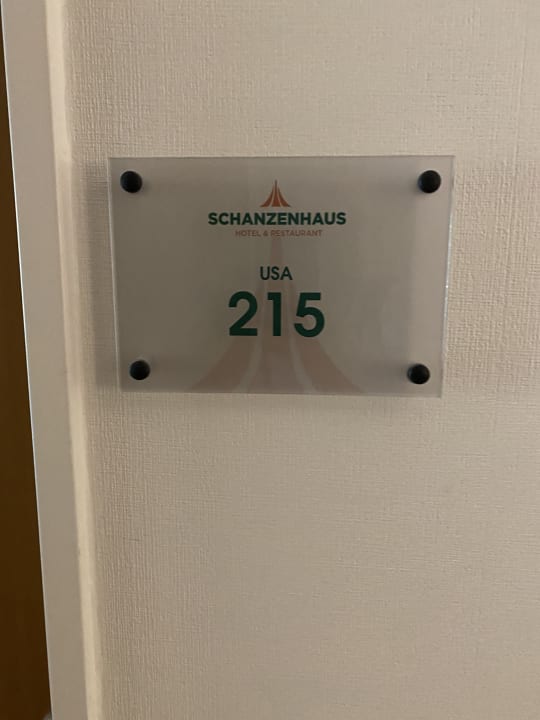 SCHANZENHAUS
HOTEL & RESTAURANT
USA
215